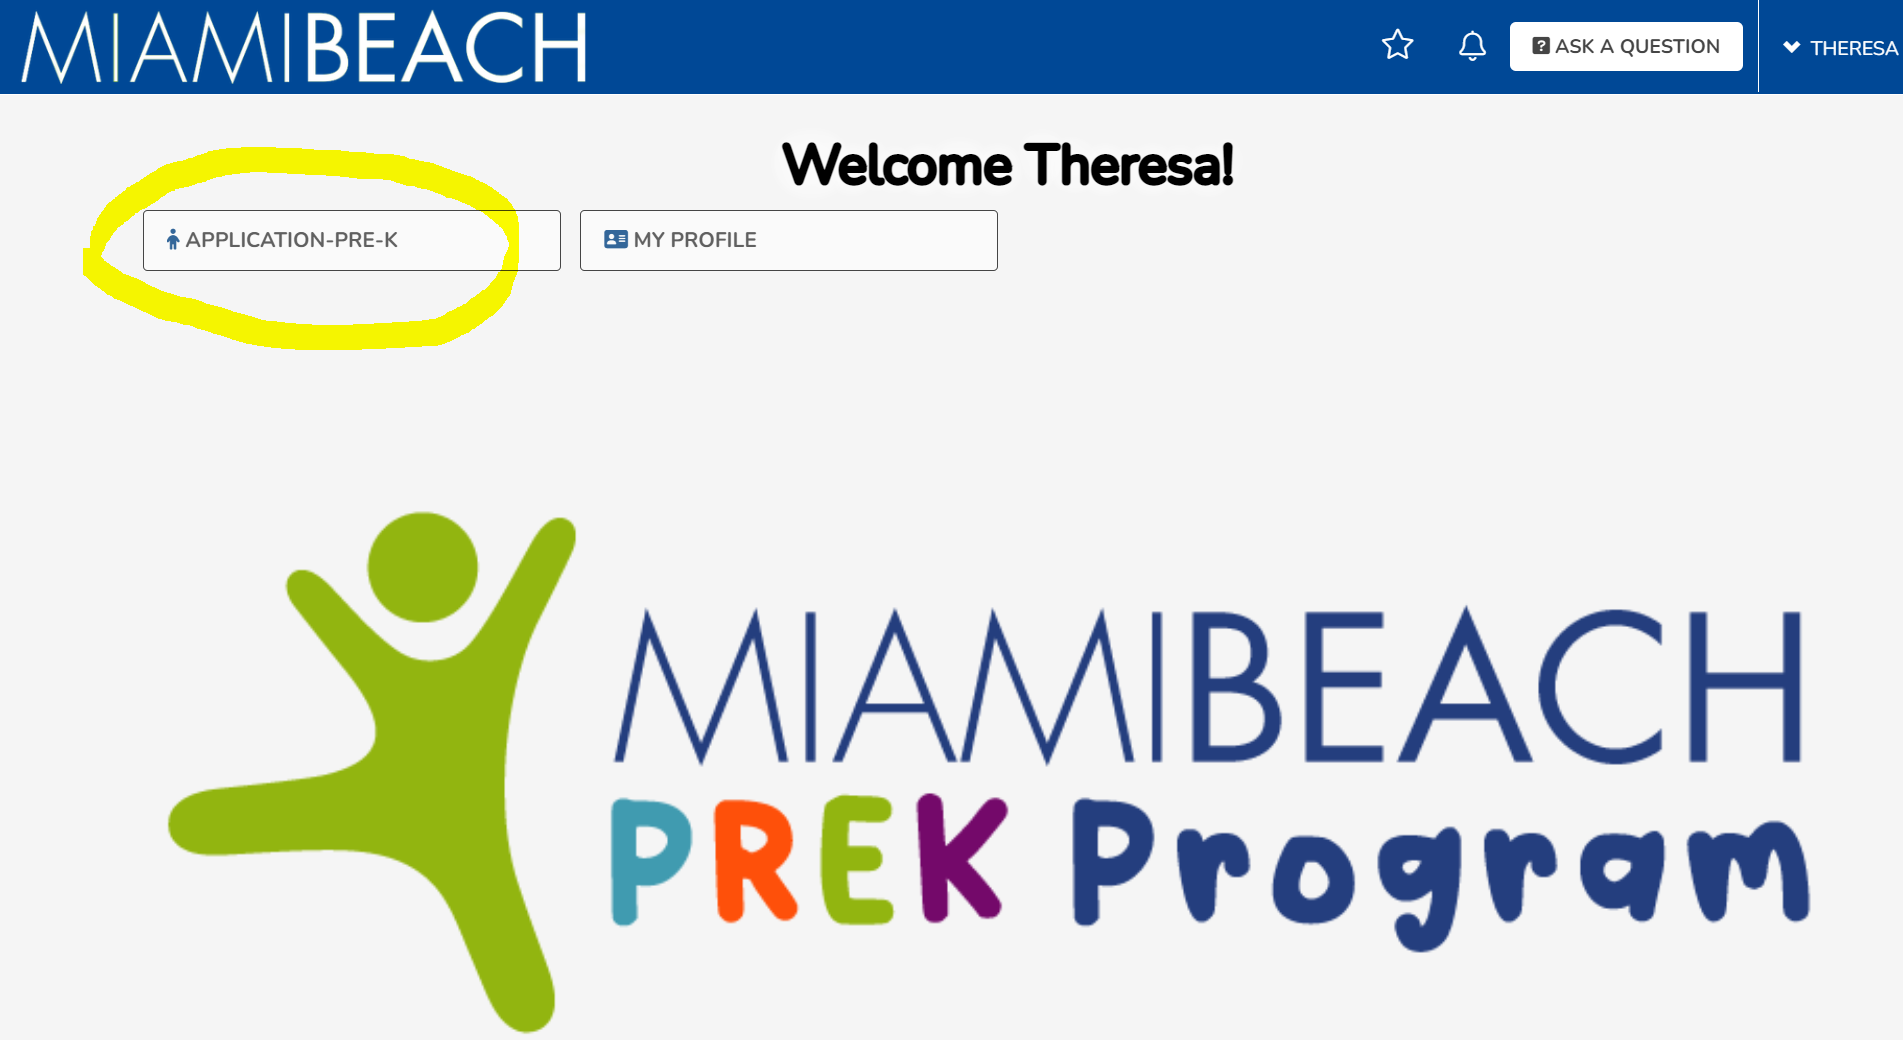 MIAMIBEACH
? ASK A QUESTION
THERESA
Welcome Theresa!
APPLICATION-PRE-K
MY PROFILE
MIAMIBEACH
PREK Program